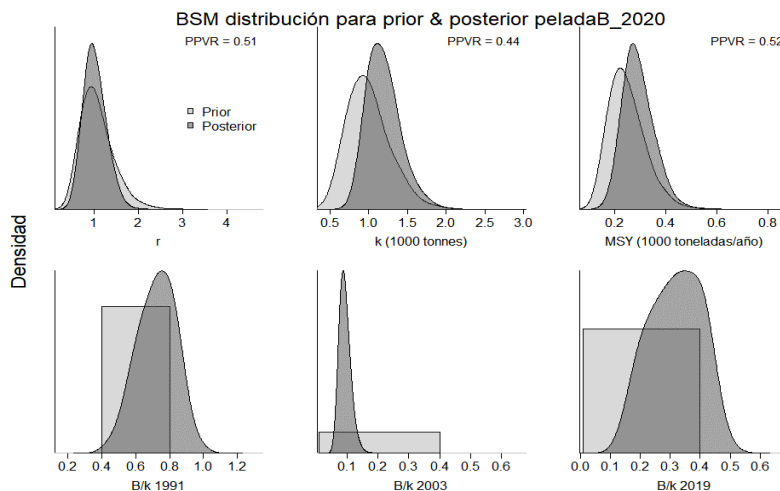 BSM distribución para prior & posterior peladaB_2020
PPVR = 0.51
PPVR = 0.44
PPVR = 0.52
Prior
Posterior
1 2 3 4
r
0.5 1.0 1.5 2.0 2.5 3.0
k (1000 tonnes)
0.2 0.4 0.6 0.8
MSY (1000 toneladas/año)
Densidad
0.2 0.4 0.6 0.8 1.0 1.2
B/k 1991
0.1 0.2 0.3 0.4 0.5 0.6
B/k 2003
0.0 0.1 0.2 0.3 0.4 0.5 0.6
B/k 2019